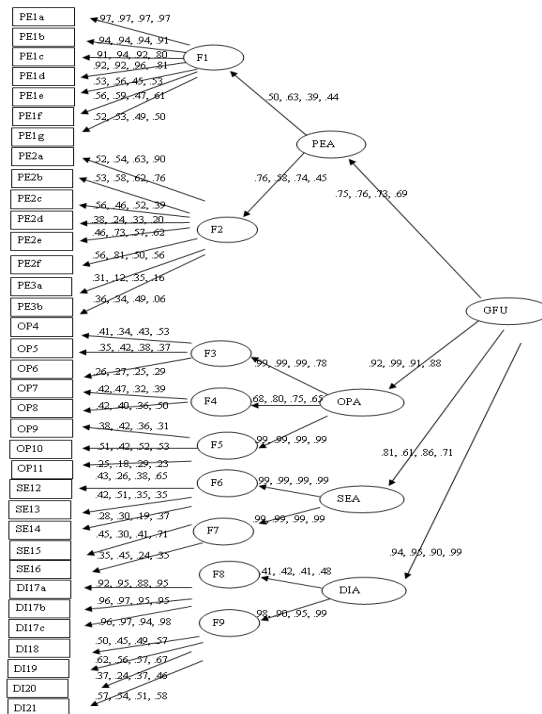 PE1a
.97, .97, .97, .97
PE1b
.94, .94, .94, .91
PE1c
.91, .94, .92, .80
F1
PE1d
.92, .92, .96, .81
PE1e
.53, .56, .45, .53
.50, .63, .39, .44
PE1f
.56, .59, .47, .61
PE1g
.52, .53, .49, .50
PEA
PE2a
.52, .54, .63, .90
PE2b
.53, .58, .62, .76
.76, .58, .74, .45
PE2c
.56, .46, .52, .39
.75, .76, .73, .69
PE2d
.38, .24, .33, .20
F2
PE2e
.46, .73, .57, .62
PE2f
.56, .81, .50, .56
PE3a
.31, .12, .35, .16
PE3b
.36, .34, .49, .06
GFU
OP4
.41, .34, .43, .53
OP5
.35, .42, .38, .37
F3
OP6
.26, .27, .25, .29
.99, .99, .99, .78
.92, .99, .91, .88
OP7
.42, .47, .32, .39
F4
.68, .80, .75, .65
OPA
OP8
.42, .40, .36, .50
OP9
.38, .42, .36, .31
F5
.99, .99, .99, .99
OP10
.51, .42, .52, .53
.81, .61, .86, .71
OP11
.25, .18, .29, .23
.43, .26, .38, .65
F6
.99, .99, .99, .99
SE12
.42, .51, .35, .35
SEA
SE13
.28, .30, .19, .37
.99, .99, .99, .99
SE14
.45, .30, .41, .71
F7
SE15
.35, .45, .24, .35
.94, .95, .90, .99
SE16
F8
.41, .42, .41, .48
DI17a
.92, .95, .88, .95
DIA
DI17b
.96, .97, .95, .95
.98, .90, .95, .99
DI17c
.96, .97, .94, .98
F9
DI18
.50, .45, .49, .57
DI19
.62, .56, .57, .67
DI20
.37, .24, .37, .46
DI21
.57, .54, .51, .58